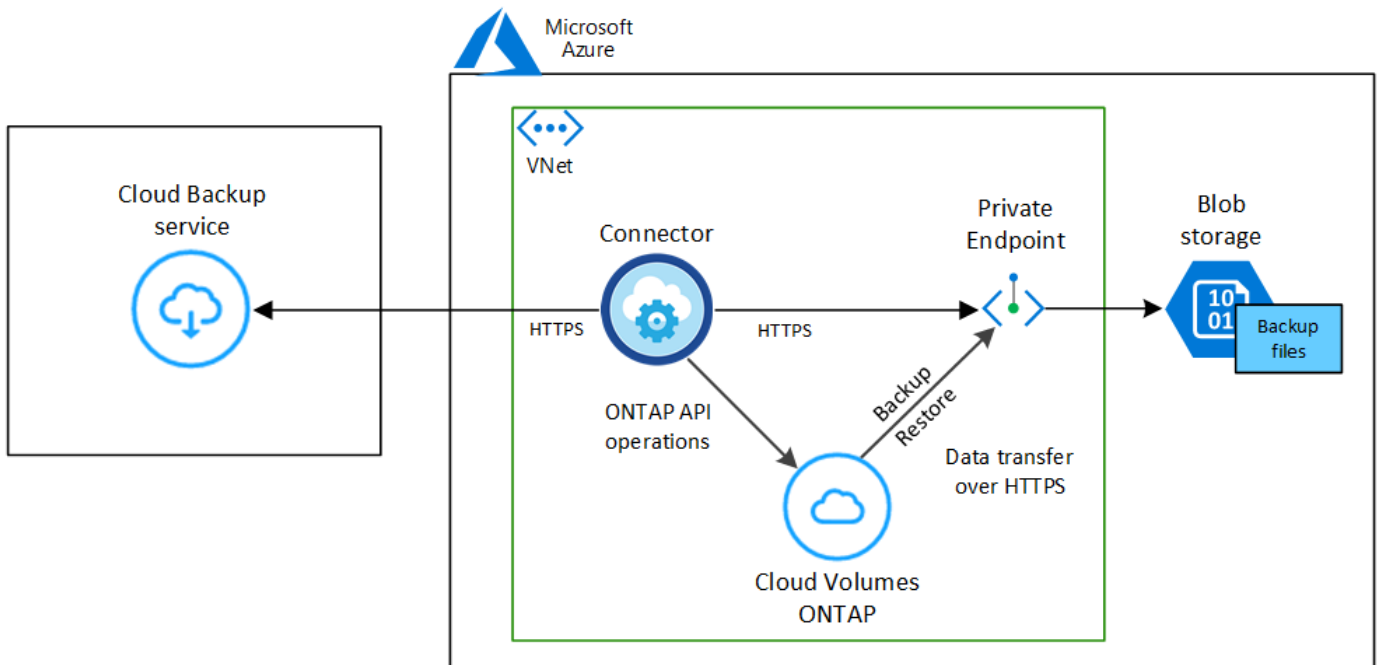 Microsoft
Azure
VNet
Cloud Backup
service
Connector
Private
Endpoint
Blob
storage
10
01
Backup
files
HTTPS
HTTPS
ONTAP API
operations
Backup
Restore
Data transfer
over HTTPS
Cloud Volumes
ONTAP